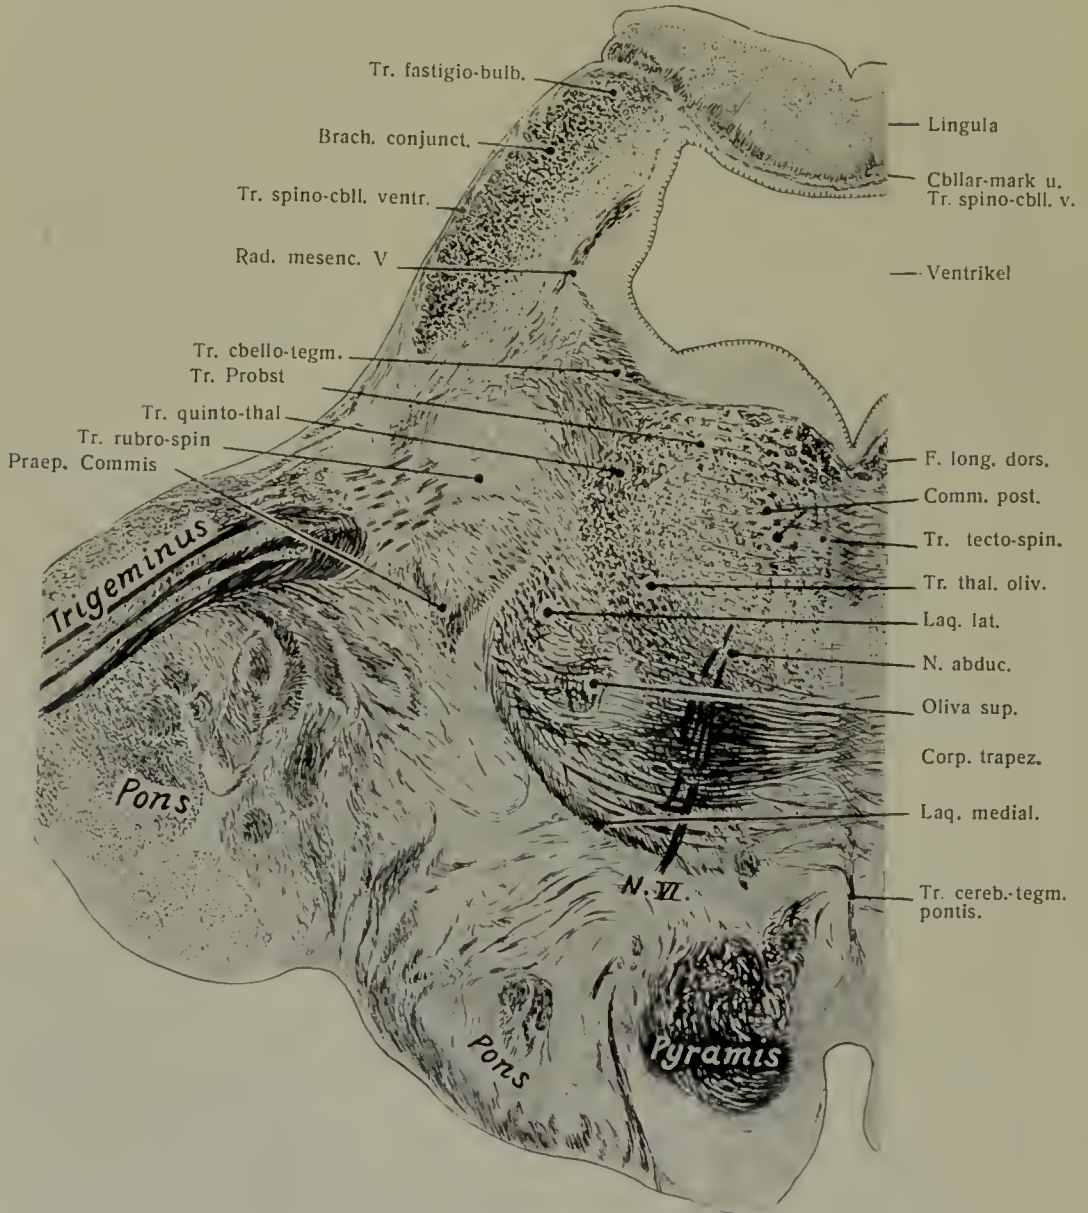 Tr. fastigio-bulb.
Brach. conjunct.
Tr. spino-cbll. ventr.
Rad. mesenc. V
Tr. cbello-tegm.
Tr. Probst
Tr. quinto-thal
Tr. rubro-spin
Praep. Commis
Trigeminus
Pons
Pons
N. VI.
Pyramis
Lingula
Cbllar-mark u.
Tr. spino-cbll. v.
Ventrikel
F. long. dors.
Comm. post.
Tr. tecto-spin.
Tr. thal. oliv.
Laq. lat.
N. abduc.
Oliva sup.
Corp. trapez.
Laq. medial.
Tr. cereb.-tegm.
pontis.